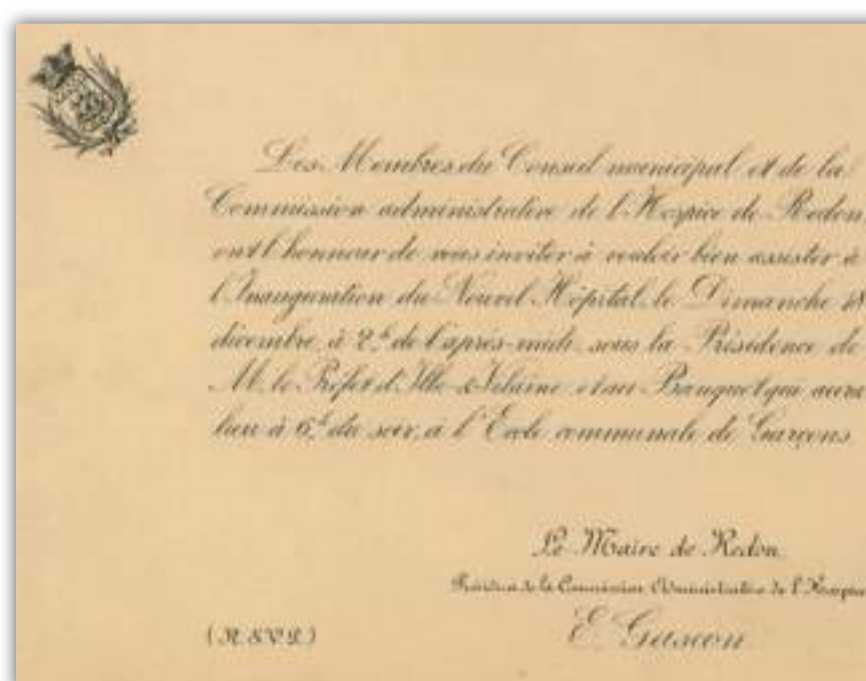 Les Membres du Conseil municipal et de la
Commission administrative de l'Hospice de Redon,
ont l'honneur de vous inviter à vouloir bien assister à
l'Inauguration du Nouvel Hôpital, le Dimanche 18
décembre, à 2h de l'après-midi, sous la Présidence de
M. le Préfet d'Ille-&-Vilaine et au Banquet qui aura
lieu à 6h du soir, à l'École communale de Garçons.
Le Maire de Redon
Président de la Commission Administrative de l'Hospice
E. Gascon
(R.S.V.P.)